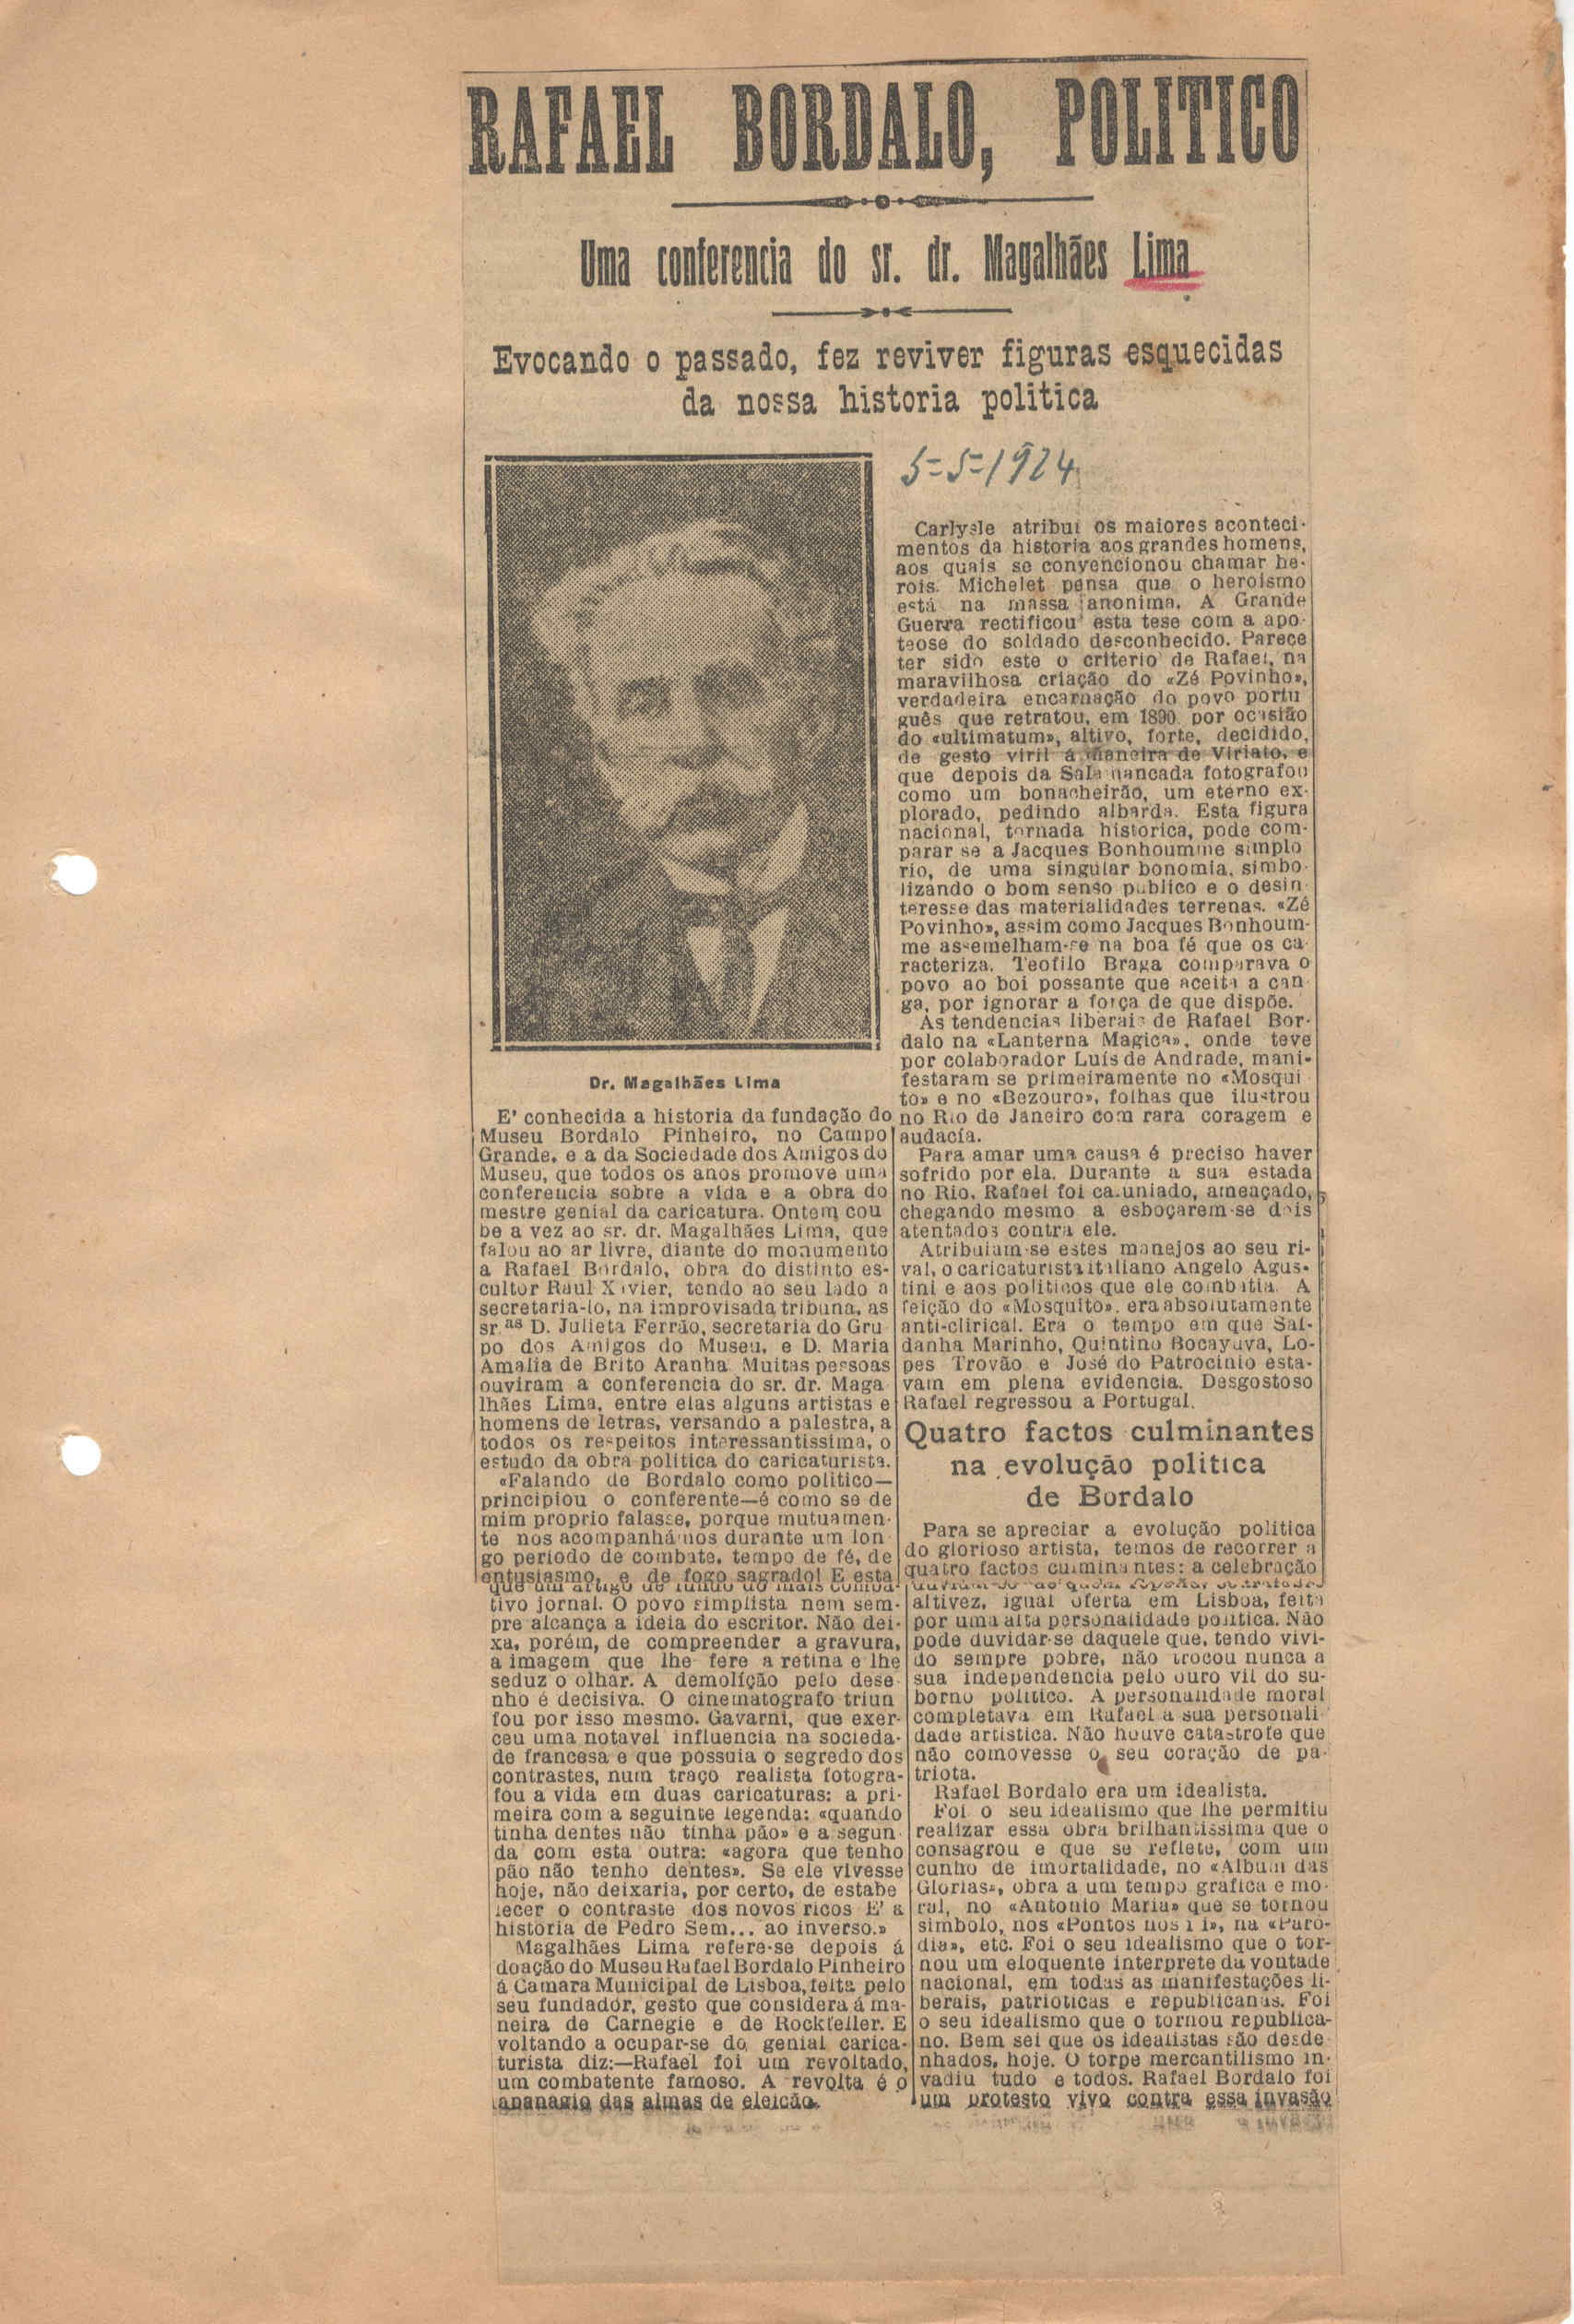 RAFAEL BORDALO, POLITICO
Uma conferencia do sr. dr. Magalhães Lima
Evocando o passado, fez reviver figuras esquecidas
da nossa historia politica
5=5=1924
Dr. Magalhães Lima
E' conhecida a historia da fundação do
Museu Bordalo Pinheiro, no Campo
Grande, e a da Sociedade dos Amigos do
Museu, que todos os anos promove uma
conferencia sobre a vida e a obra do
mestre genial da caricatura. Ontem cou
be a vez ao sr. dr. Magalhães Lima, que
falou ao ar livre, diante do monumento
a Rafael Bordalo, obra do distinto es-
cultor Raul Xavier, tendo ao seu lado a
secretaria-lo, na improvisada tribuna, as
sr.as D. Julieta Ferrão, secretaria do Gru
po dos Amigos do Museu, e D. Maria
Amalia de Brito Aranha. Muitas pessoas
ouviram a conferencia do sr. dr. Maga
lhães Lima, entre elas alguns artistas e
homens de letras, versando a palestra, a
todos os respeitos interessantissima, o
estudo da obra politica do caricaturista.
«Falando de Bordalo como politico—
principiou o conferente—é como se de
mim proprio falasse, porque mutuamen-
te nos acompanhámos durante um lon-
go periodo de combate, tempo de fé, de
entusiasmo, e de fogo sagrado! E esta
que um artigo de fundo do mais comba-
tivo jornal. O povo simplista nem sem-
pre alcança a ideia do escritor. Não dei-
xa, porém, de compreender a gravura,
a imagem que lhe fere a retina e lhe
seduz o olhar. A demolição pelo dese-
nho é decisiva. O cinematografo triun
fou por isso mesmo. Gavarni, que exer-
ceu uma notavel influencia na socieda-
de francesa e que possuia o segredo dos
contrastes, num traço realista fotogra-
fou a vida em duas caricaturas: a pri-
meira com a seguinte legenda: «quando
tinha dentes não tinha pão» e a segun-
da com esta outra: «agora que tenho
pão não tenho dentes». Se ele vivesse
hoje, não deixaria, por certo, de estabe
lecer o contraste dos novos ricos E' a
historia de Pedro Sem... ao inverso.»
Magalhães Lima refere-se depois á
doação do Museu Rafael Bordalo Pinheiro
á Camara Municipal de Lisboa, feita pelo
seu fundador, gesto que considera á ma-
neira de Carnegie e de Rockfeller. E
voltando a ocupar-se do genial carica-
turista diz:—Rafael foi um revoltado,
um combatente famoso. A revolta é o
apanagio das almas de eleição.
Carlysle atribui os maiores aconteci-
mentos da historia aos grandes homens,
aos quais se convencionou chamar he-
rois. Michelet pensa que o heroismo
está na massa anonima. A Grande
Guerra rectificou esta tese com a apo-
teose do soldado desconhecido. Parece
ter sido este o criterio de Rafael, na
maravilhosa criação do «Zé Povinho»,
verdadeira encarnação do povo portu
guês que retratou, em 1890, por ocasião
do «ultimatum», altivo, forte, decidido,
de gesto viril á maneira de Viriato, e
que depois da Salamancada fotografou
como um bonacheirão, um eterno ex-
plorado, pedindo albarda. Esta figura
nacional, tornada historica, pode com-
parar se a Jacques Bonhoumme simplo
rio, de uma singular bonomia, simbo-
lizando o bom senso publico e o desin-
teresse das materialidades terrenas. «Zé
Povinho», assim como Jacques Bonhoum-
me assemelham-se na boa fé que os ca-
racteriza. Teofilo Braga comparava o
povo ao boi possante que aceita a can-
ga, por ignorar a força de que dispõe.
As tendencias liberais de Rafael Bor-
dalo na «Lanterna Magica», onde teve
por colaborador Luís de Andrade, mani-
festaram se primeiramente no «Mosqui
to» e no «Bezouro», folhas que ilustrou
no Rio de Janeiro com rara coragem e
audacia.
Para amar uma causa é preciso haver
sofrido por ela. Durante a sua estada
no Rio, Rafael foi caluniado, ameaçado,
chegando mesmo a esboçarem-se dois
atentados contra ele.
Atribuiam-se estes manejos ao seu ri-
val, o caricaturista italiano Angelo Agus-
tini e aos politicos que ele combatia. A
feição do «Mosquito», era absolutamente
anti-clirical. Era o tempo em que Sal-
danha Marinho, Quintino Bocayuva, Lo-
pes Trovão e José do Patrocinio esta-
vam em plena evidencia. Desgostoso
Rafael regressou a Portugal.
Quatro factos culminantes
na evolução politica
de Bordalo
Para se apreciar a evolução politica
do glorioso artista, temos de recorrer a
quatro factos culminantes: a celebração
altivez, igual oferta em Lisboa, feita
por uma alta personalidade politica. Não
pode duvidar-se daquele que, tendo vivi-
do sempre pobre, não trocou nunca a
sua independencia pelo ouro vil do su-
borno politico. A personalidade moral
completava em Rafael a sua personali-
dade artistica. Não houve catastrofe que
não comovesse o seu coração de pa-
triota.
Rafael Bordalo era um idealista.
Foi o seu idealismo que lhe permitiu
realizar essa obra brilhantissima que o
consagrou e que se reflete, com um
cunho de imortalidade, no «Album das
Glorias», obra a um tempo grafica e mo-
ral, no «Antonio Maria» que se tornou
simbolo, nos «Pontos nos i i», na «Paro-
dia», etc. Foi o seu idealismo que o tor-
nou um eloquente interprete da vontade
nacional, em todas as manifestações li-
berais, patrioticas e republicanas. Foi
o seu idealismo que o tornou republica-
no. Bem sei que os idealistas são desde-
nhados, hoje. O torpe mercantilismo in-
vadiu tudo e todos. Rafael Bordalo foi
um protesto vivo contra essa invasão